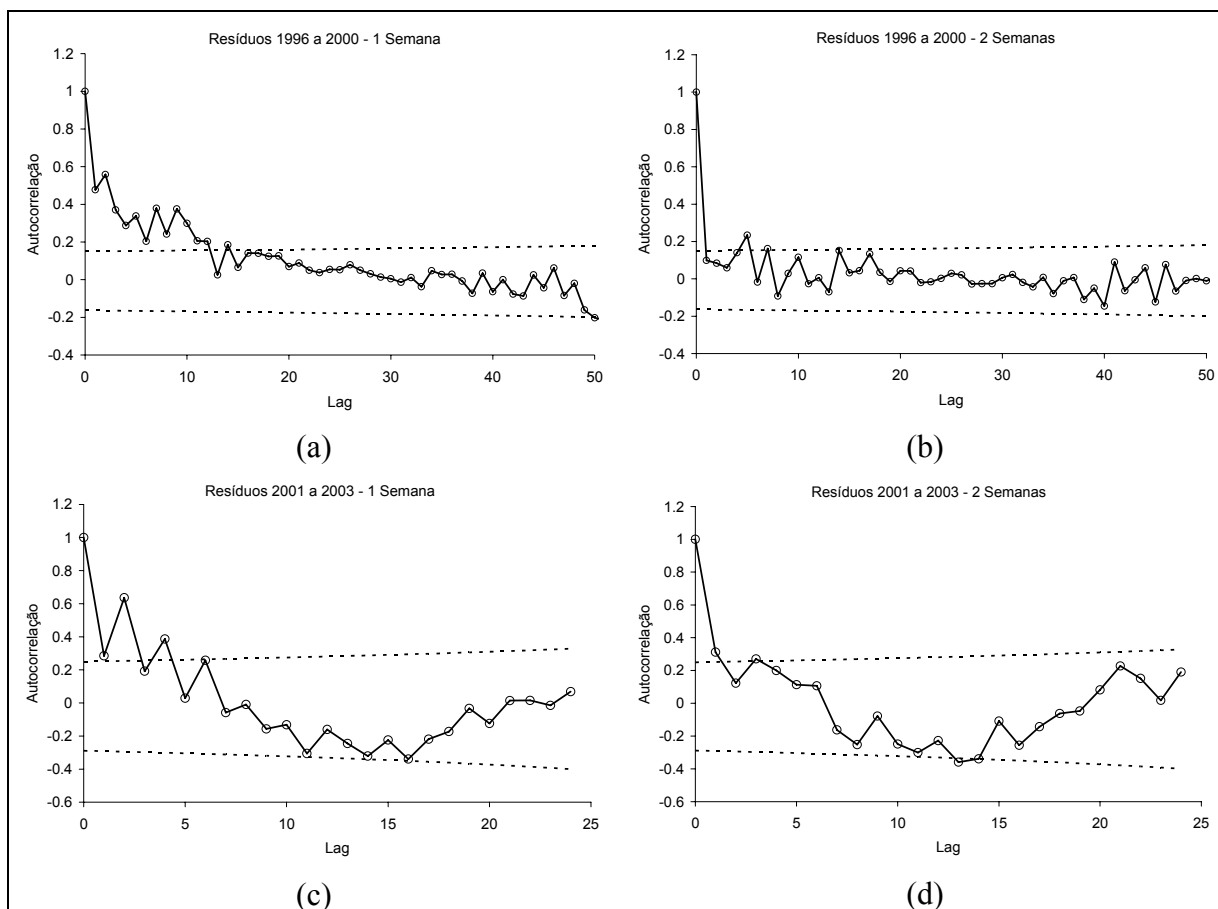 Resíduos 1996 a 2000 - 1 Semana
1.2
1
0.8
0.6
0.4
0.2
0
-0.2
-0.4
Autocorrelação
0 10 20 30 40 50
Lag
(a)
Resíduos 1996 a 2000 - 2 Semanas
1.2
1
0.8
0.6
0.4
0.2
0
-0.2
-0.4
Autocorrelação
0 10 20 30 40 50
Lag
(b)
Resíduos 2001 a 2003 - 1 Semana
1.2
1
0.8
0.6
0.4
0.2
0
-0.2
-0.4
-0.6
Autocorrelação
0 5 10 15 20 25
Lag
(c)
Resíduos 2001 a 2003 - 2 Semanas
1.2
1
0.8
0.6
0.4
0.2
0
-0.2
-0.4
-0.6
Autocorrelação
0 5 10 15 20 25
Lag
(d)